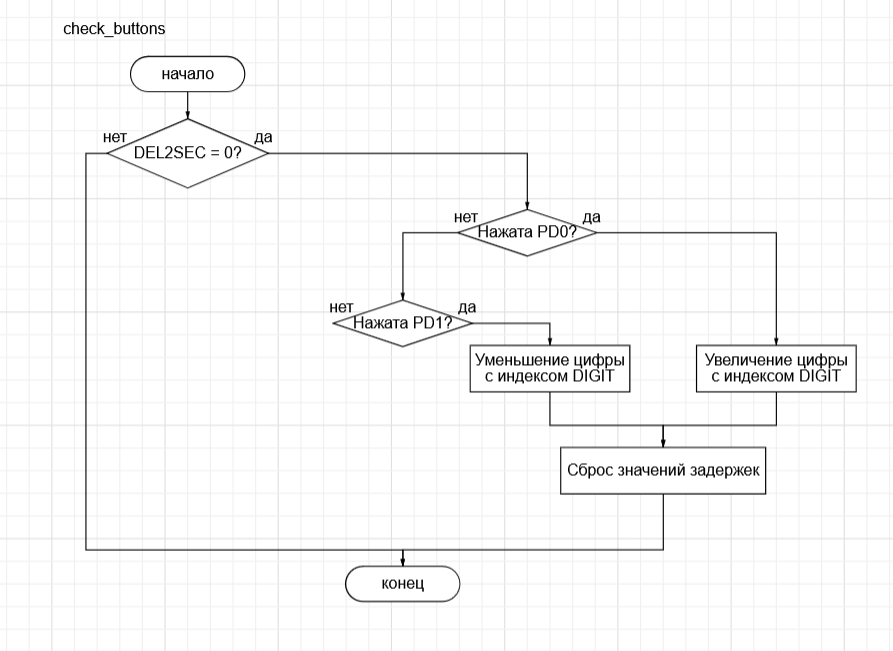 check_buttons
начало
нет
да
DEL2SEC = 0?
нет
да
Нажата PD0?
нет
да
Нажата PD1?
Уменьшение цифры
с индексом DIGIT
Увеличение цифры
с индексом DIGIT
Сброс значений задержек
конец